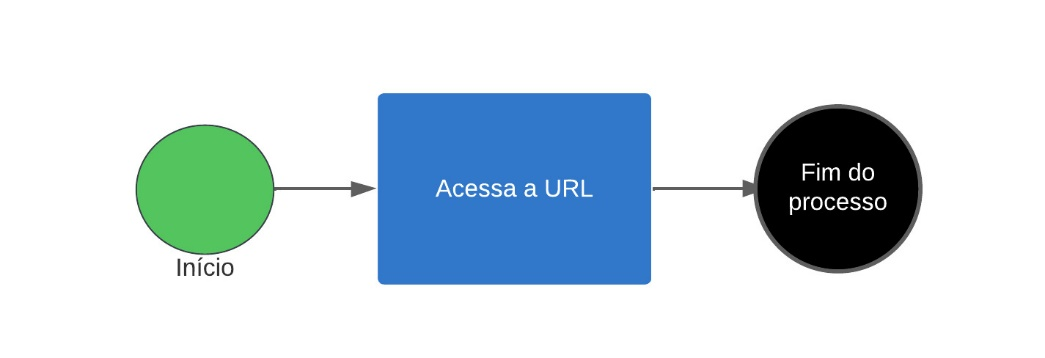 Início
Acessa a URL
Fim do
processo